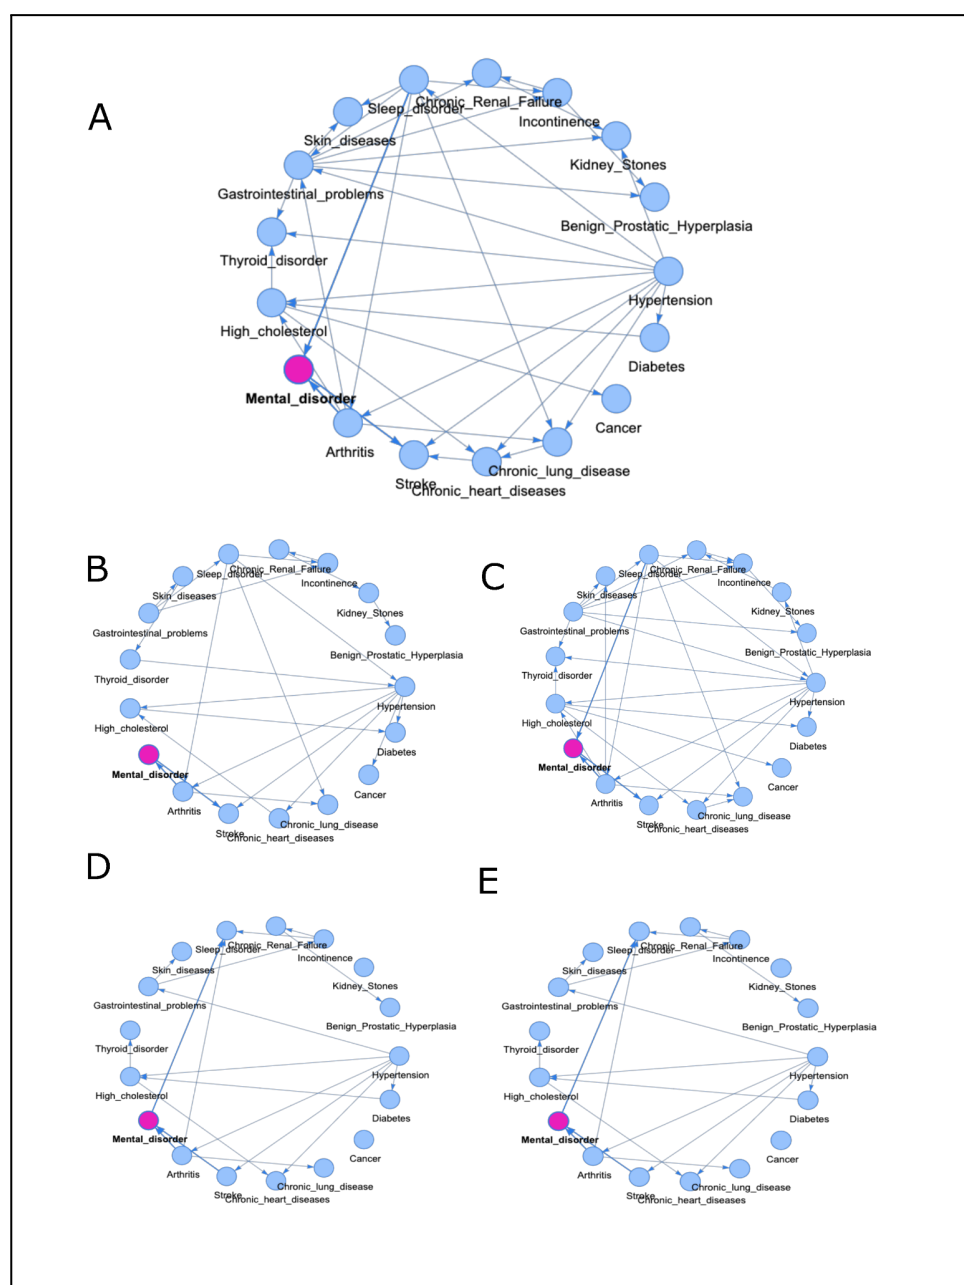 A
Chronic_Renal_Failure
Sleep_disorder
Incontinence
Skin_diseases
Kidney_Stones
Gastrointestinal_problems
Benign_Prostatic_Hyperplasia
Thyroid_disorder
Hypertension
High_cholesterol
Diabetes
Mental_disorder
Cancer
Arthritis
Chronic_lung_disease
Stroke
Chronic_heart_diseases
B
Chronic_Renal_Failure
Sleep_disorder
Incontinence
Skin_diseases
Kidney_Stones
Gastrointestinal_problems
Benign_Prostatic_Hyperplasia
Thyroid_disorder
Hypertension
High_cholesterol
Diabetes
Mental_disorder
Cancer
Arthritis
Chronic_lung_disease
Stroke
Chronic_heart_diseases
C
Chronic_Renal_Failure
Sleep_disorder
Incontinence
Skin_diseases
Kidney_Stones
Gastrointestinal_problems
Benign_Prostatic_Hyperplasia
Thyroid_disorder
Hypertension
High_cholesterol
Diabetes
Mental_disorder
Cancer
Arthritis
Chronic_lung_disease
Stroke
Chronic_heart_diseases
D
Chronic_Renal_Failure
Sleep_disorder
Incontinence
Skin_diseases
Kidney_Stones
Gastrointestinal_problems
Benign_Prostatic_Hyperplasia
Thyroid_disorder
Hypertension
High_cholesterol
Diabetes
Mental_disorder
Cancer
Arthritis
Chronic_lung_disease
Stroke
Chronic_heart_diseases
E
Chronic_Renal_Failure
Sleep_disorder
Incontinence
Skin_diseases
Kidney_Stones
Gastrointestinal_problems
Benign_Prostatic_Hyperplasia
Thyroid_disorder
Hypertension
High_cholesterol
Diabetes
Mental_disorder
Cancer
Arthritis
Chronic_lung_disease
Stroke
Chronic_heart_diseases